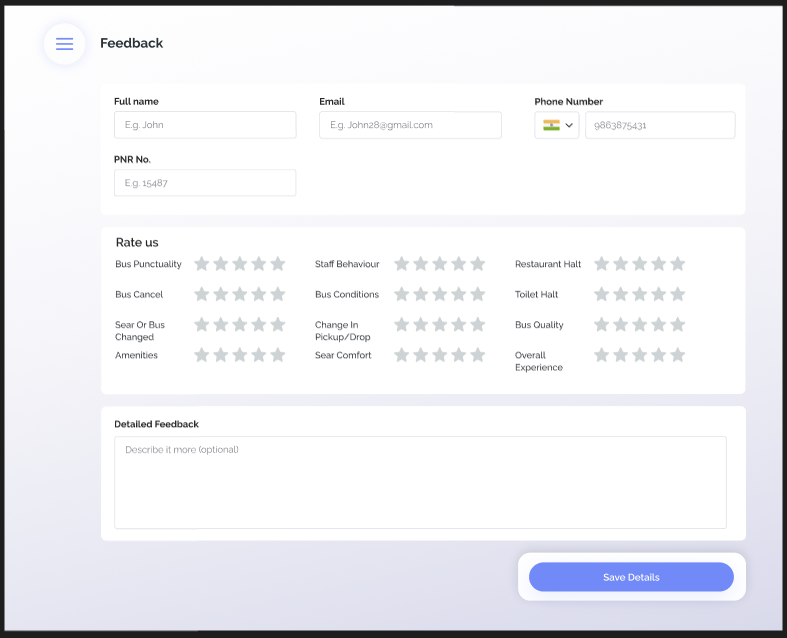 Feedback
Full name
Email
Phone Number
E.g. John
E.g. John28@gmail.com
9863875431
PNR No.
E.g. 15487
Rate us
Bus Punctuality
Staff Behaviour
Restaurant Halt
Bus Cancel
Bus Conditions
Toilet Halt
Sear Or Bus
Changed
Change In
Pickup/Drop
Bus Quality
Amenities
Sear Comfort
Overall
Experience
Detailed Feedback
Describe it more (optional)
Save Details